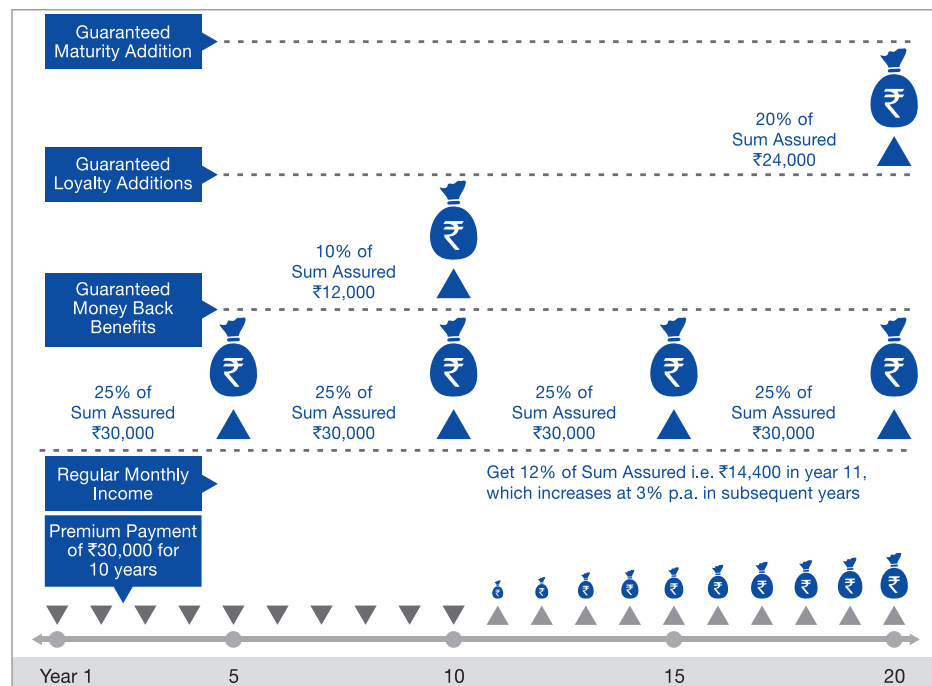 Guaranteed
Maturity Addition
₹
20% of
Sum Assured
₹24,000
Guaranteed
Loyalty Additions
₹
10% of
Sum Assured
₹12,000
Guaranteed
Money Back
Benefits
₹
₹
₹
₹
25% of
Sum Assured
₹30,000
25% of
Sum Assured
₹30,000
25% of
Sum Assured
₹30,000
25% of
Sum Assured
₹30,000
Regular Monthly
Income
Get 12% of Sum Assured i.e. ₹14,400 in year 11,
which increases at 3% p.a. in subsequent years
Premium Payment
of ₹30,000 for
10 years
₹ ₹ ₹ ₹ ₹ ₹ ₹ ₹ ₹ ₹
Year 1 5 10 15 20